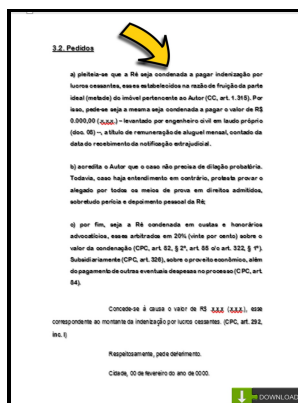 3.2. Pedidos
a) pleiteia-se que a Ré seja condenada a pagar indenização por
lucros cessantes, esses estabelecidos na razão de fruição da parte
ideal (metade) do imóvel pertencente ao Autor (CC, art. 1.315). Por
isso, pede-se seja a mesma seja condenada a pagar o valor de R$
0.000,00 (x.x.x.) – levantado por engenheiro civil em laudo próprio
(doc. 05) –, a título de remuneração de aluguel mensal, contado da
data do recebimento da notificação extrajudicial.
b) acredita o Autor que o caso não precisa de dilação probatória.
Todavia, caso haja entendimento em contrário, protesta provar o
alegado por todos os meios de prova em direitos admitidos,
sobretudo perícia e depoimento pessoal da Ré;
c) por fim, seja a Ré condenada em custas e honorários
advocatícios, esses arbitrados em 20% (vinte por cento) sobre o
valor da condenação (CPC, art. 82, § 2º, art. 85 c/c art. 322, § 1º).
Subsidiariamente (CPC, art. 326), sobre o proveito econômico, além
do pagamento de outras eventuais despesas no processo (CPC, art.
84).
Concede-se à causa o valor de R$ x.x.x (x.x.x.), esse
correspondente ao montante da indenização por lucros cessantes. (CPC, art. 292,
inc. I)
Respeitosamente, pede deferimento.
Cidade, 00 de fevereiro do ano de 0000.
DOWNLOAD